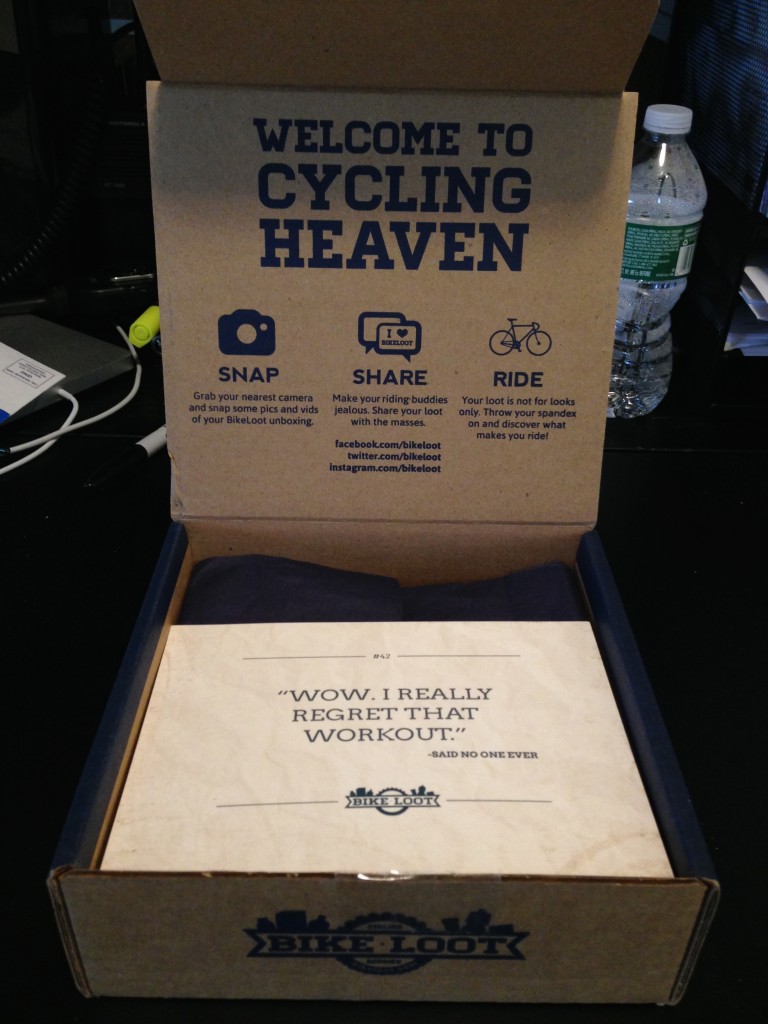 WELCOME TO
CYCLING
HEAVEN
SNAP
Grab your nearest camera
and snap some pics and vids
of your BikeLoot unboxing.
I ♥
BIKELOOT
SHARE
Make your riding buddies
jealous. Share your loot
with the masses.
facebook.com/bikeloot
twitter.com/bikeloot
instagram.com/bikeloot
RIDE
Your loot is not for looks
only. Throw your spandex
on and discover what
makes you ride!
#42
“WOW. I REALLY
REGRET THAT
WORKOUT.”
-SAID NO ONE EVER
BIKE LOOT
BIKE·LOOT